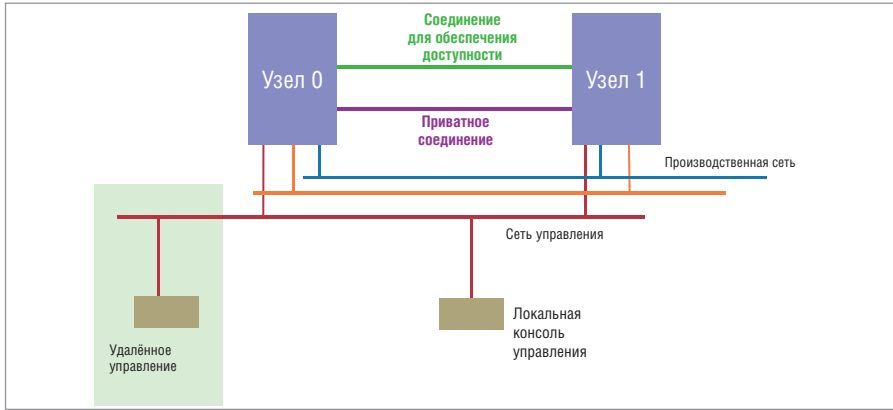 Соединение
для обеспечения
доступности
Узел 0
Узел 1
Приватное
соединение
Производственная сеть
Сеть управления
Локальная
консоль
управления
Удалённое
управление